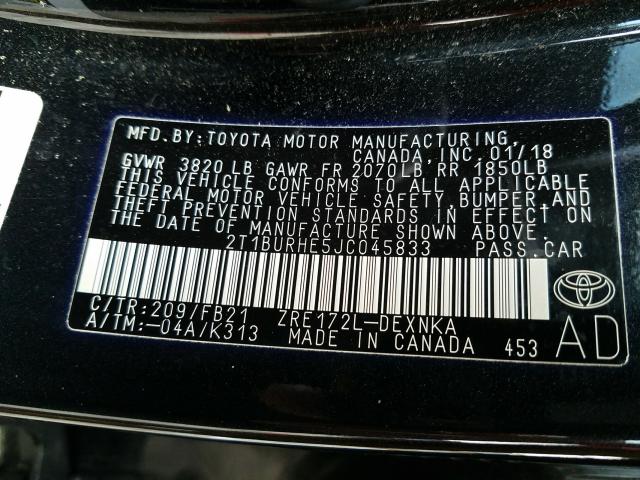 MFD.BY:TOYOTA MOTOR MANUFACTURING,
CANADA,INC. 01/18
GVWR 3820 LB GAWR FR 2070LB RR 1850LB
THIS VEHICLE CONFORMS TO ALL APPLICABLE
FEDERAL MOTOR VEHICLE SAFETY,BUMPER,AND
THEFT PREVENTION STANDARDS IN EFFECT ON
THE DATE OF MANUFACTURE SHOWN ABOVE.
2T1BURHE5JC045833 PASS.CAR
C/TR:209/FB21 ZRE172L-DEXNKA
A/TM:-04A/K313 MADE IN CANADA 453
AD